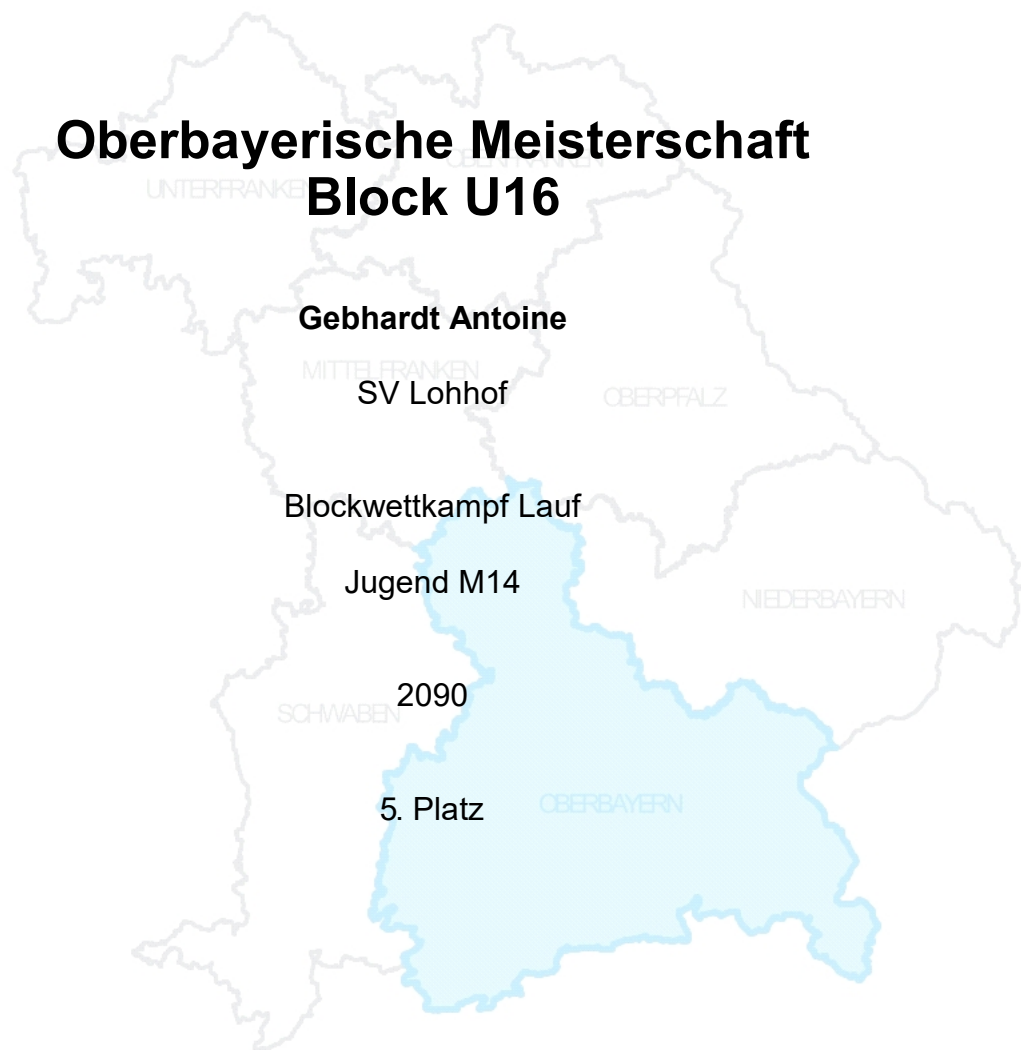 Oberbayerische Meisterschaft
Block U16
OBERFRANKEN
UNTERFRANKEN
Gebhardt Antoine
MITTELFRANKEN
SV Lohhof
OBERPFALZ
Blockwettkampf Lauf
Jugend M14
NIEDERBAYERN
2090
SCHWABEN
5. Platz
OBERBAYERN